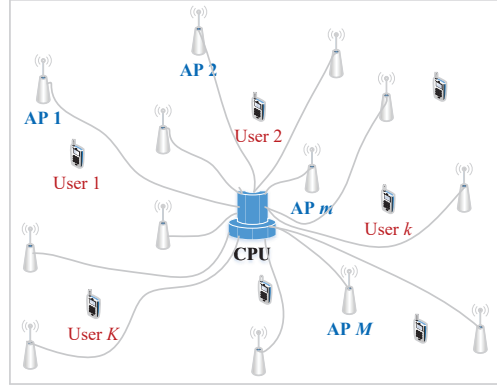 AP 2
AP 1
User 2
User 1
AP m
User k
CPU
User K
AP M